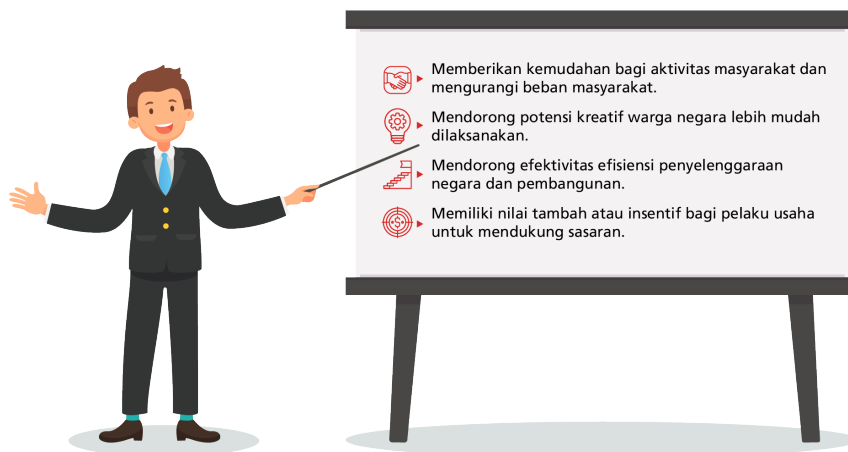 Memberikan kemudahan bagi aktivitas masyarakat dan
mengurangi beban masyarakat.
Mendorong potensi kreatif warga negara lebih mudah
dilaksanakan.
Mendorong efektivitas efisiensi penyelenggaraan
negara dan pembangunan.
Memiliki nilai tambah atau insentif bagi pelaku usaha
untuk mendukung sasaran.